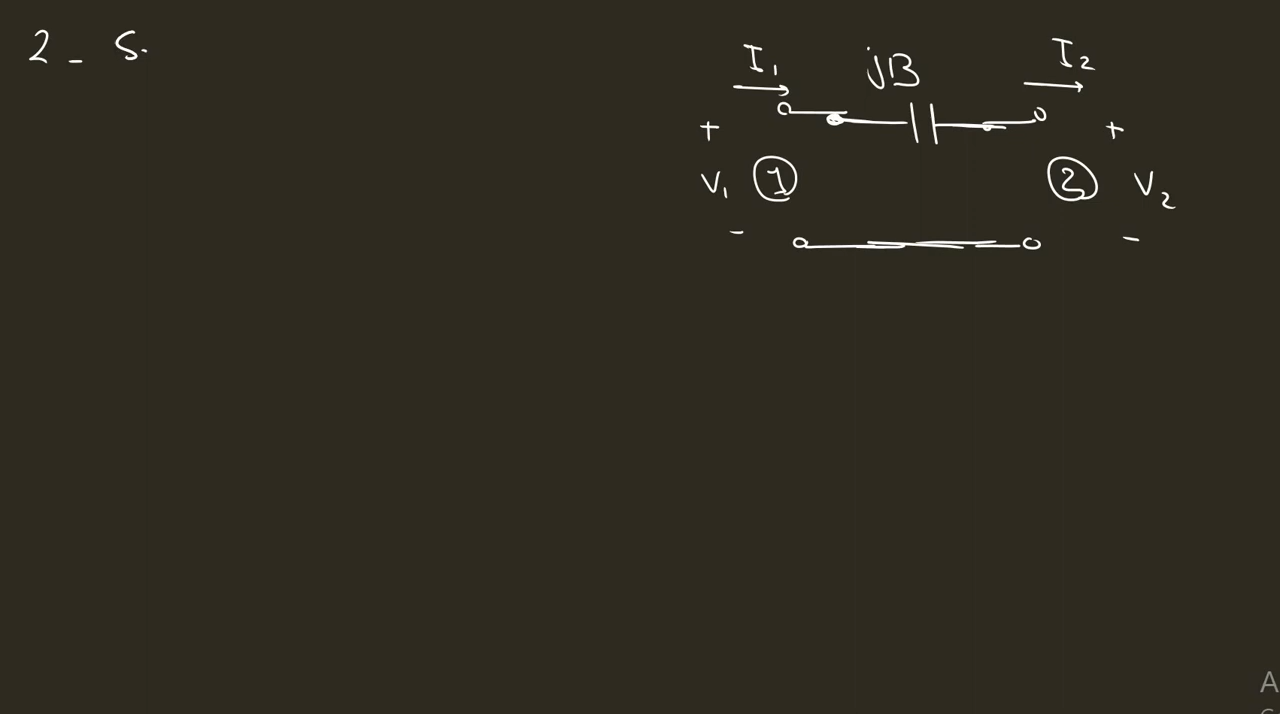 2 - S.
I₁ jB I₂
+ +
V₁ ① ② V₂
- -
A